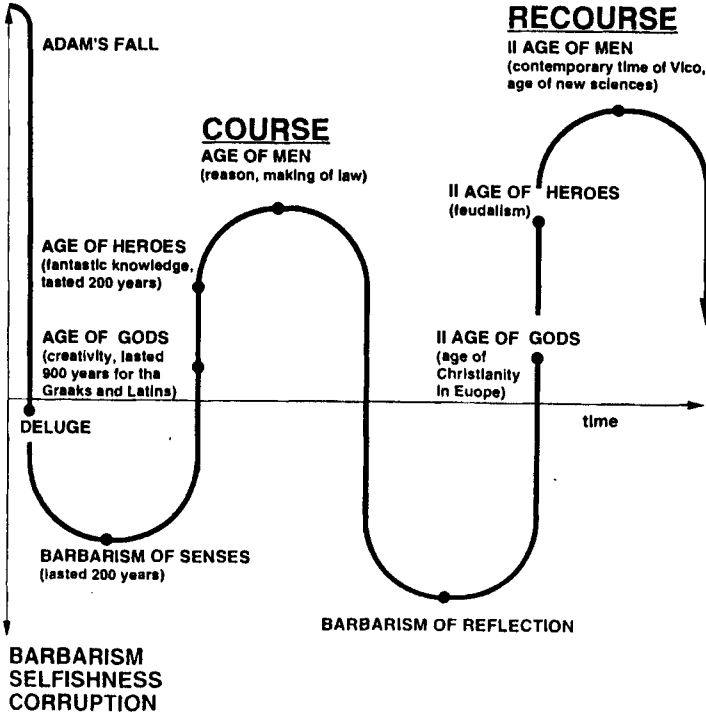 ADAM'S FALL
RECOURSE
II AGE OF MEN
(contemporary time of Vico,
age of new sciences)
COURSE
AGE OF MEN
(reason, making of law)
II AGE OF HEROES
(feudalism)
AGE OF HEROES
(fantastic knowledge,
tasted 200 years)
AGE OF GODS
(creativity, lasted
900 years for tha
Graaks and Latins)
II AGE OF GODS
(age of
Christianity
in Euope)
DELUGE
time
BARBARISM OF SENSES
(lasted 200 years)
BARBARISM OF REFLECTION
BARBARISM
SELFISHNESS
CORRUPTION